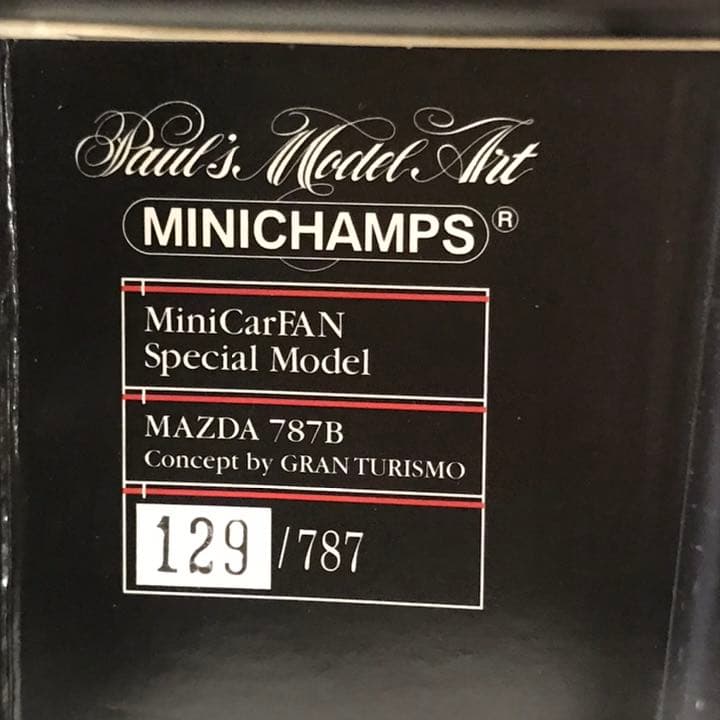 Paul's Model Art
MINICHAMPS®
MiniCarFAN
Special Model
MAZDA 787B
Concept by GRAN TURISMO
129/787